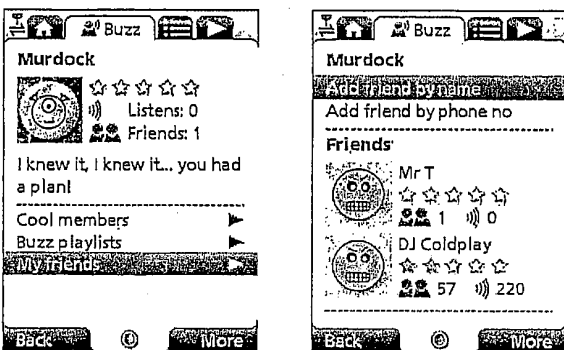 Buzz
Murdock
Listens: 0
Friends: 1
I knew it, I knew it... you had
a plan!
Cool members
Buzz playlists
My friends
Back
More
Buzz
Murdock
Add friend by name
Add friend by phone no
Friends
Mr T
1
0
DJ Coldplay
57
220
Back
More